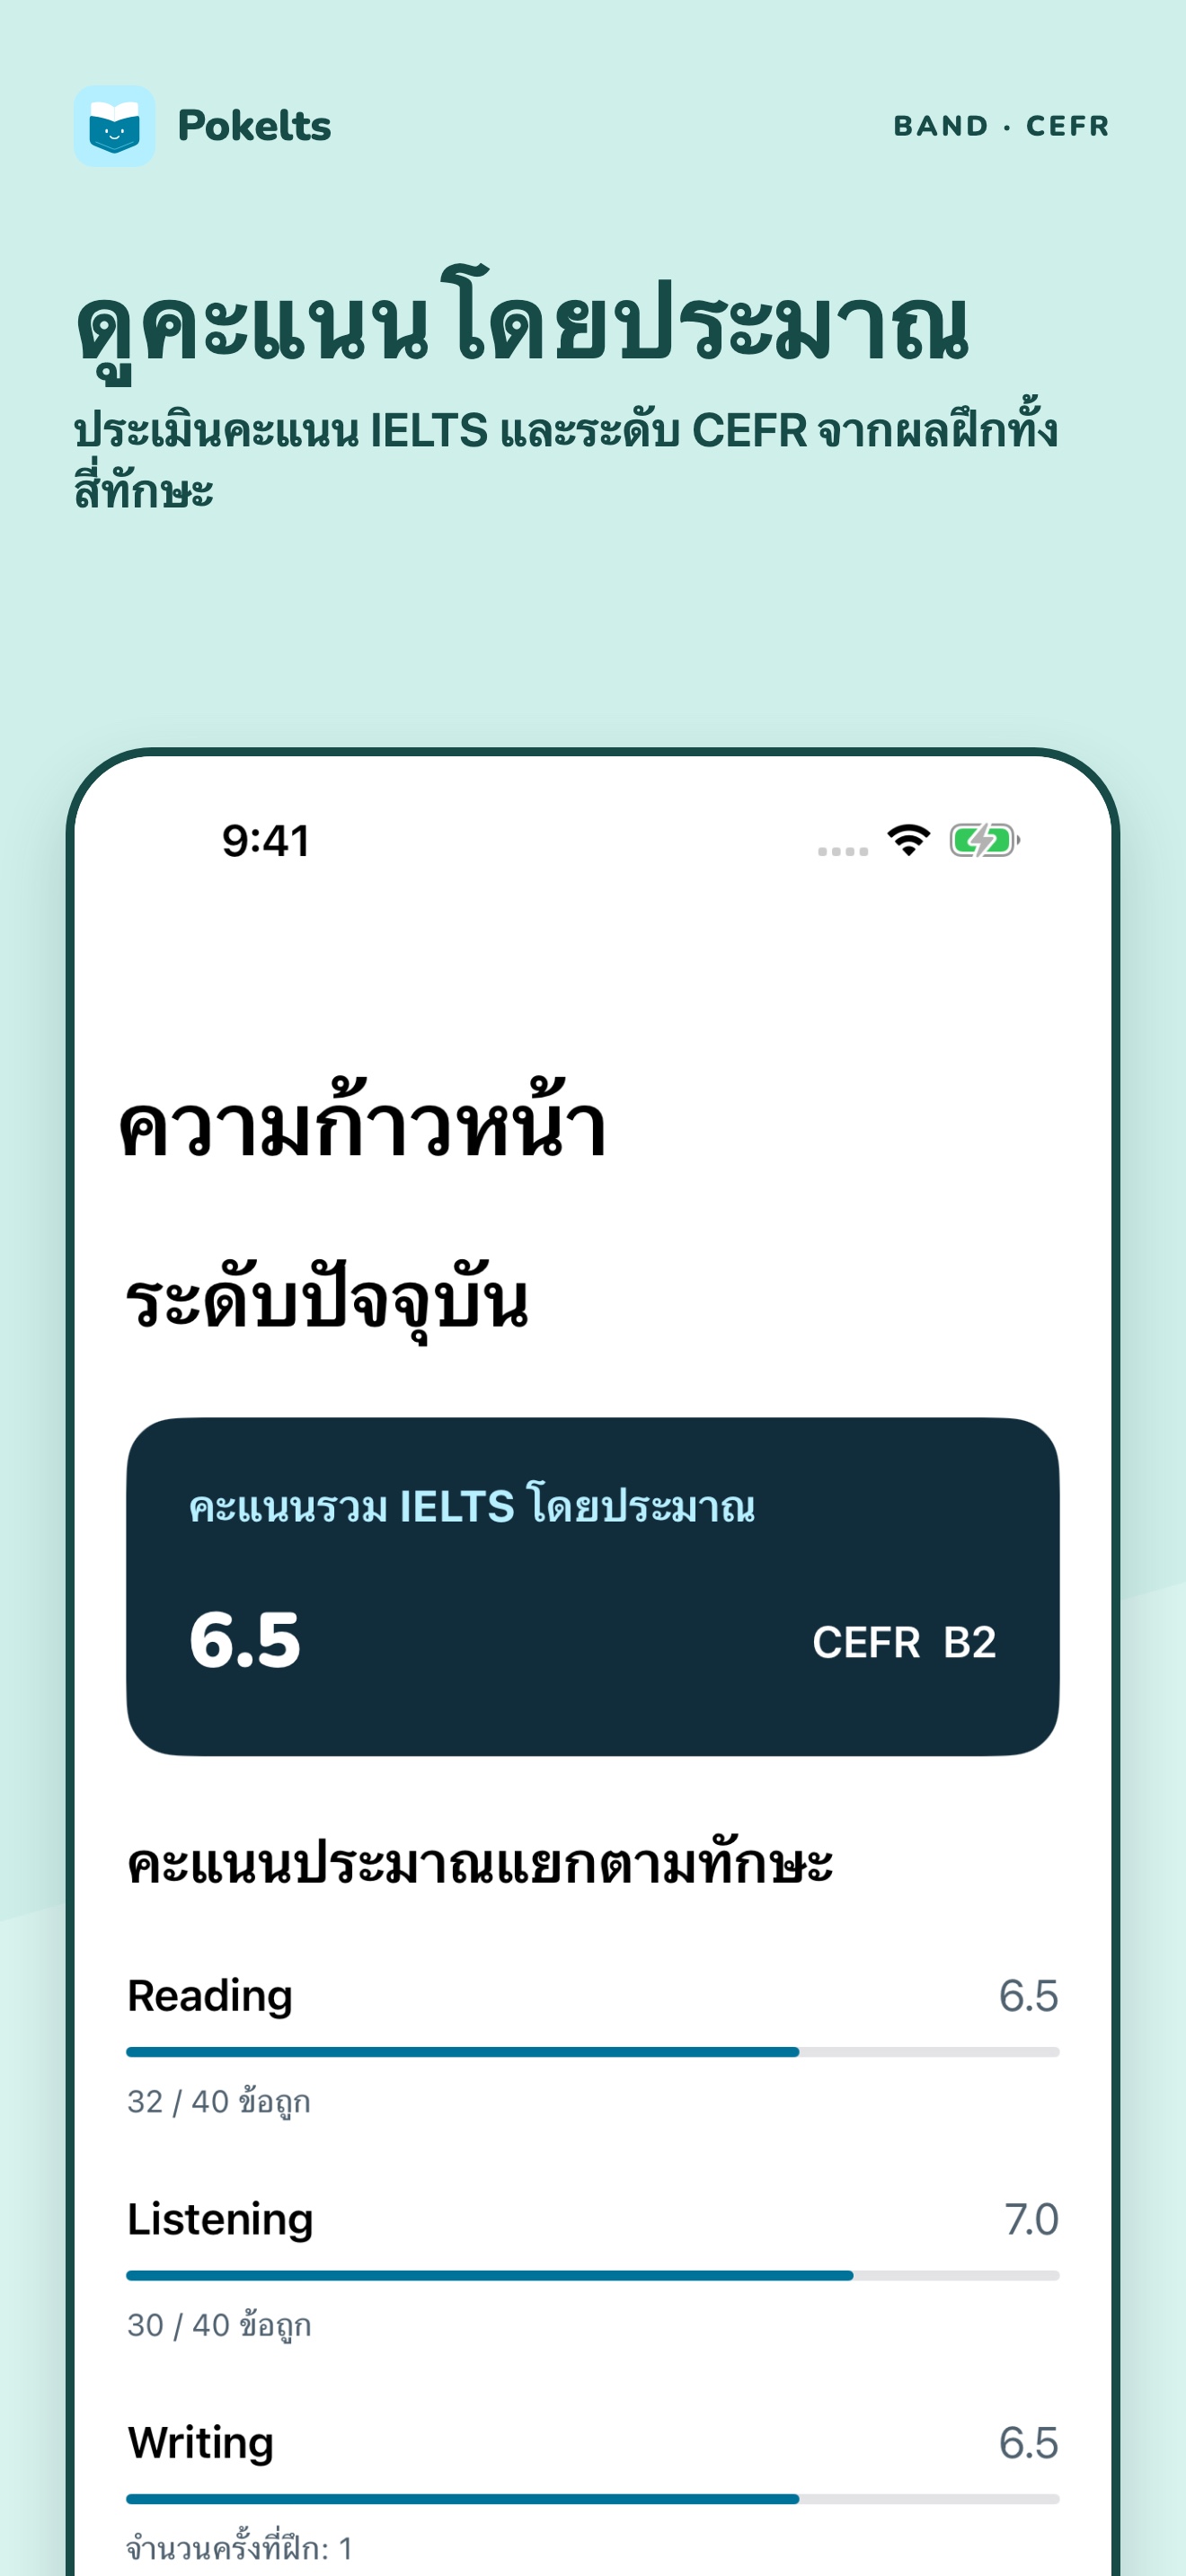 Pokelts
BAND · CEFR
ดูคะแนนโดยประมาณ
ประเมินคะแนน IELTS และระดับ CEFR จากผลฝึกทั้ง
สี่ทักษะ
9:41
ความก้าวหน้า
ระดับปัจจุบัน
คะแนนรวม IELTS โดยประมาณ
6.5
CEFR B2
คะแนนประมาณแยกตามทักษะ
Reading
6.5
32 / 40 ข้อถูก
Listening
7.0
30 / 40 ข้อถูก
Writing
6.5
จำนวนครั้งที่ฝึก: 1